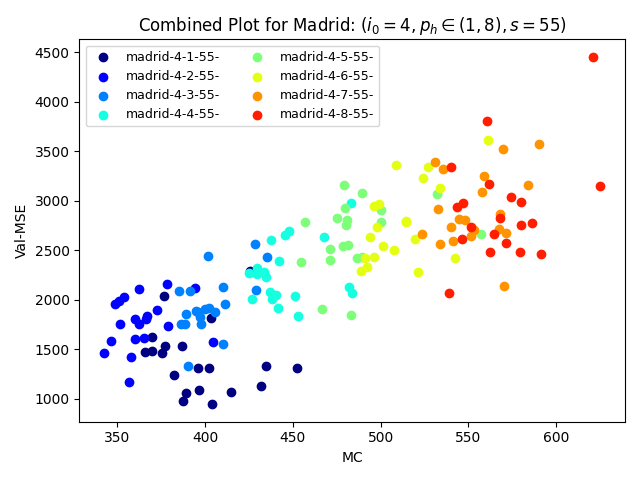 Combined Plot for Madrid: (i₀ = 4, pₕ ∈ (1, 8), s = 55)
madrid-4-1-55-
madrid-4-2-55-
madrid-4-3-55-
madrid-4-4-55-
madrid-4-5-55-
madrid-4-6-55-
madrid-4-7-55-
madrid-4-8-55-
Val-MSE
4500
4000
3500
3000
2500
2000
1500
1000
350 400 450 500 550 600
MC